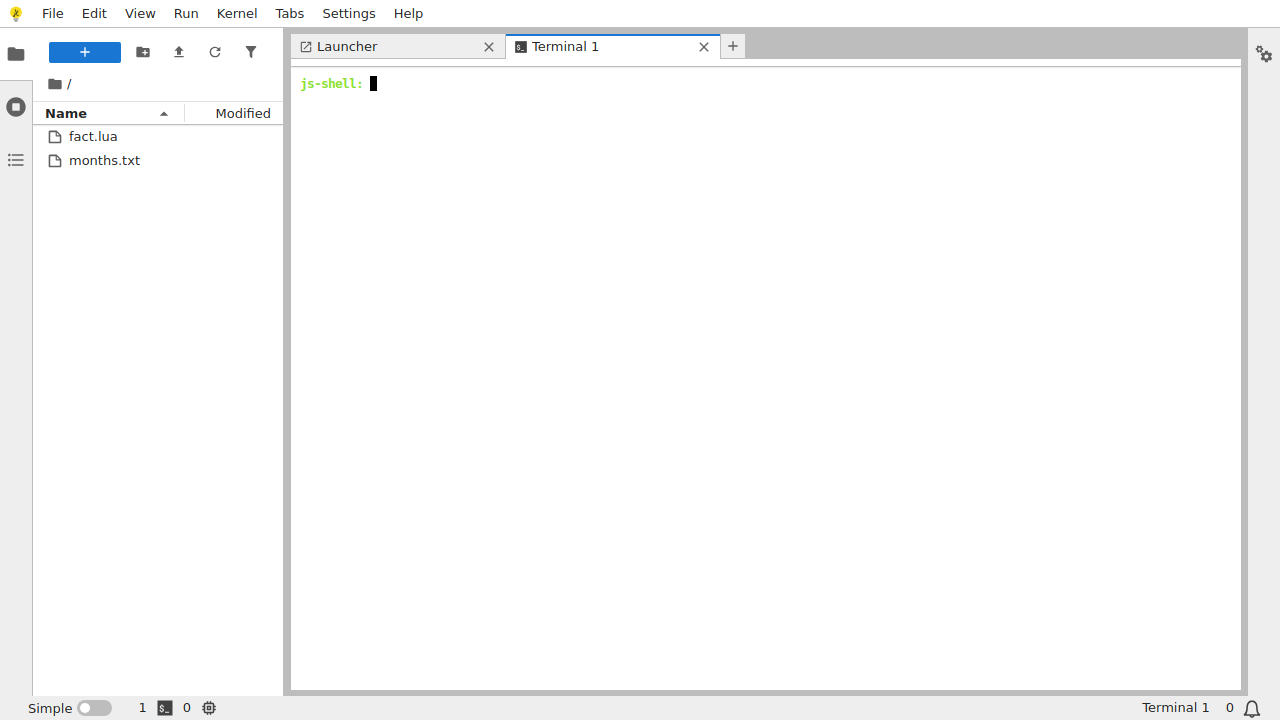 File Edit View Run Kernel Tabs Settings Help
Launcher
Terminal 1
/
Name Modified
fact.lua
months.txt
js-shell:
Simple 1 $_ 0 Terminal 1 0